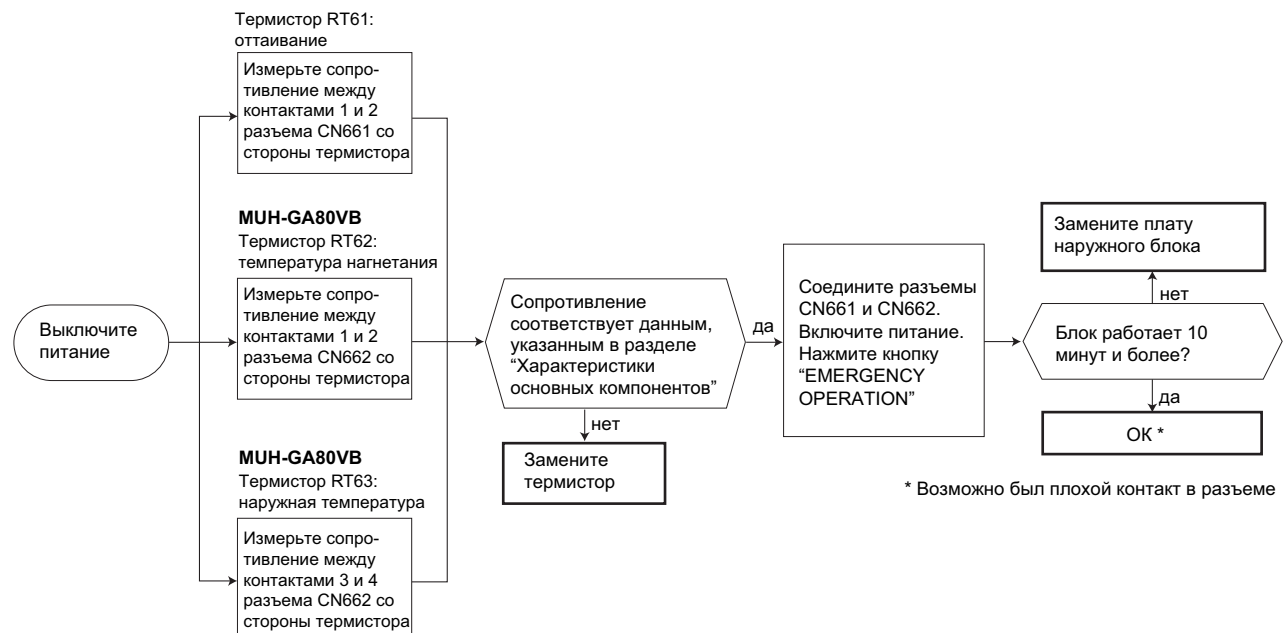 Термистор RT61:
оттаивание
Измерьте сопро-
тивление между
контактами 1 и 2
разъема CN661 со
стороны термистора
MUH-GA80VB
Термистор RT62:
температура нагнетания
Измерьте сопро-
тивление между
контактами 1 и 2
разъема CN662 со
стороны термистора
MUH-GA80VB
Термистор RT63:
наружная температура
Измерьте сопро-
тивление между
контактами 3 и 4
разъема CN662 со
стороны термистора
Выключите
питание
Сопротивление
соответствует данным,
указанным в разделе
“Характеристики
основных компонентов”
да
нет
Замените
термистор
Соедините разъемы
CN661 и CN662.
Включите питание.
Нажмите кнопку
“EMERGENCY
OPERATION”
Замените плату
наружного блока
нет
Блок работает 10
минут и более?
да
ОК *
* Возможно был плохой контакт в разъеме